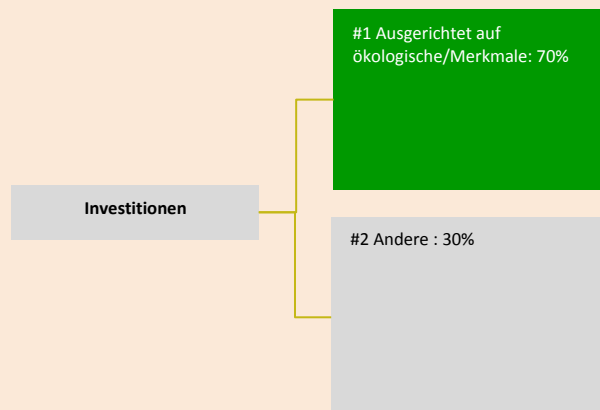 #1 Ausgerichtet auf
ökologische/Merkmale: 70%
Investitionen
#2 Andere : 30%